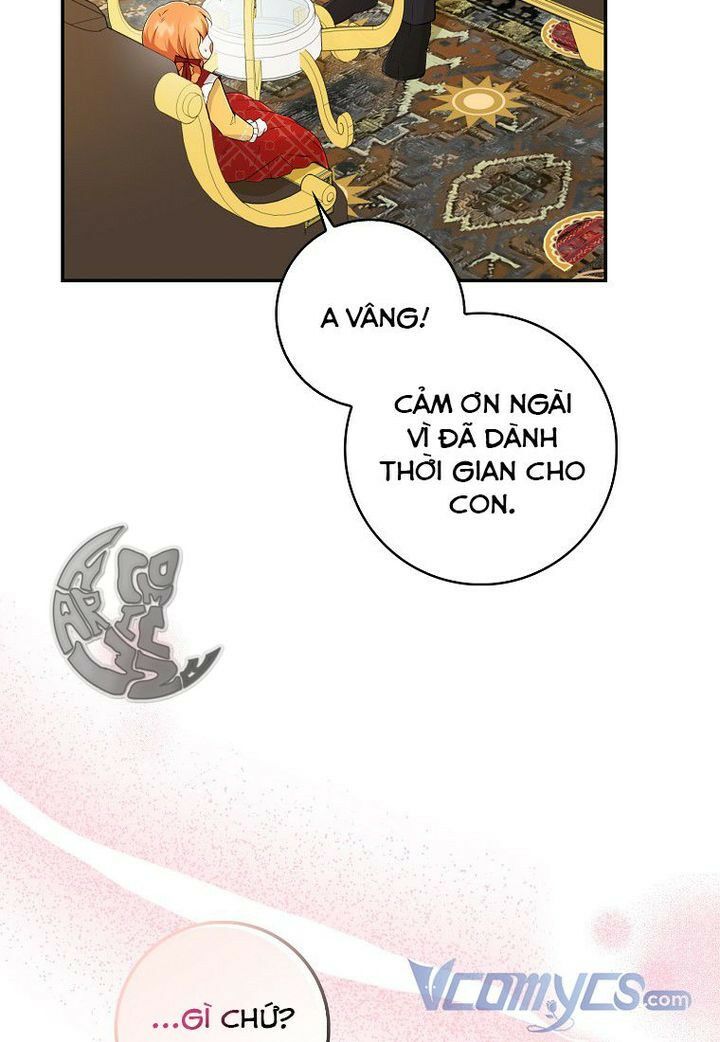 A VÂNG!
CẢM ƠN NGÀI
VÌ ĐÃ DÀNH
THỜI GIAN CHO
CON.
...GÌ CHỨ?
VCOMYCS.com